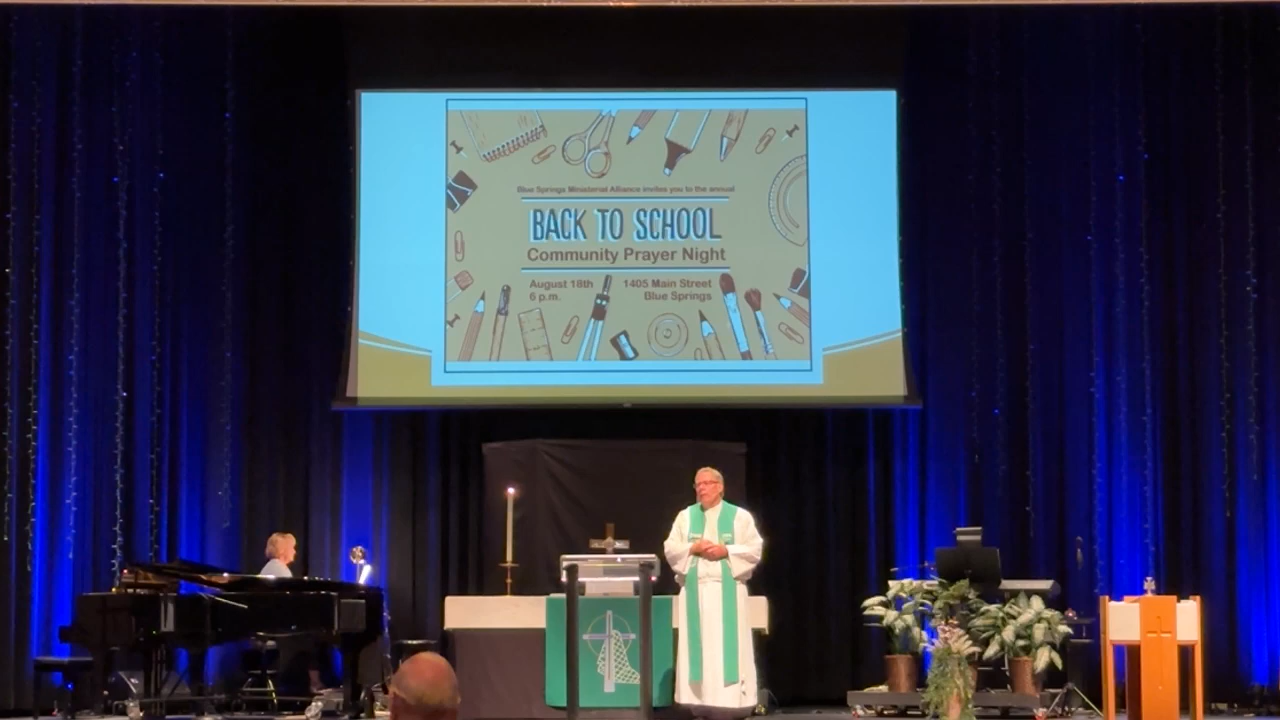 Blue Springs Ministerial Alliance invites you to the annual
BACK TO SCHOOL
Community Prayer Night
August 18th 1405 Main Street
6 p.m. Blue Springs